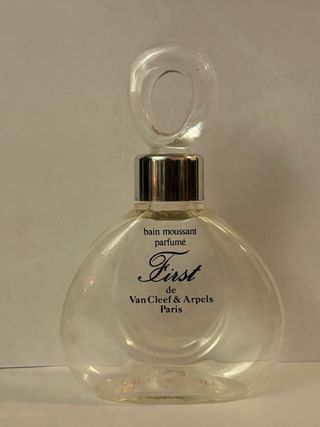 bain moussant
parfumé
First
de
Van Cleef & Arpels
Paris